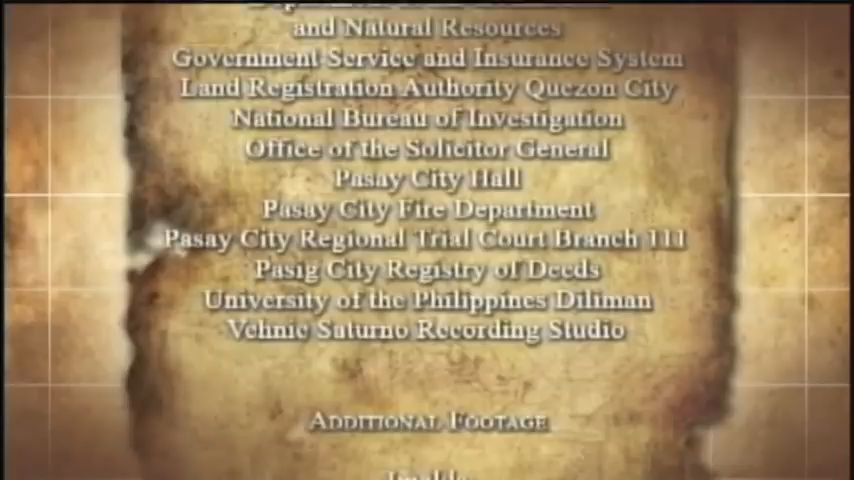 and Natural Resources
Government Service and Insurance System
Land Registration Authority Quezon City
National Bureau of Investigation
Office of the Solicitor General
Pasay City Hall
Pasay City Fire Department
Pasay City Regional Trial Court Branch 111
Pasig City Registry of Deeds
University of the Philippines Diliman
Vehnic Saturno Recording Studio
ADDITIONAL FOOTAGE